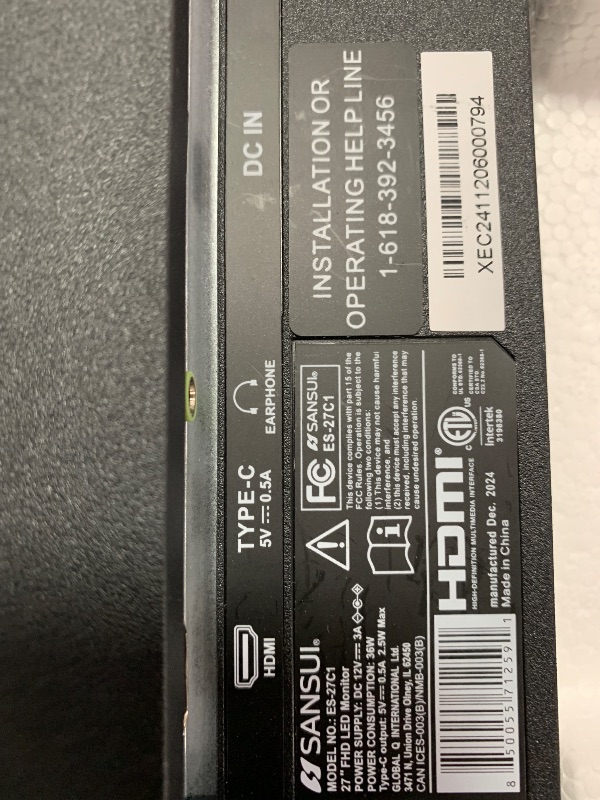 HDMI
TYPE-C
5V⎓0.5A
EARPHONE
DC IN
SANSUI®
MODEL NO.: ES-27C1
27" FHD LED Monitor
POWER SUPPLY: DC 12V⎓3A
POWER CONSUMPTION: 36W
Type-C output: 5V⎓0.5A 2.5W Max
GLOBAL Q INTERNATIONAL Ltd.
3471 N, Union Drive Olney, IL 62450
CAN ICES-003(B)/NMB-003(B)
8 50055 71259 1
FC SANSUI®
ES-27C1
This device complies with part 15 of the
FCC Rules. Operation is subject to the
following two conditions:
(1) This device may not cause harmful
interference, and
(2) this device must accept any interference
received, including interference that may
cause undesired operation.
HDMI®
HIGH-DEFINITION MULTIMEDIA INTERFACE
C ETL US
Intertek
manufactured Dec. 2024
Made in China
INSTALLATION OR
OPERATING HELP LINE
1-618-392-3456
XEC2411206000794